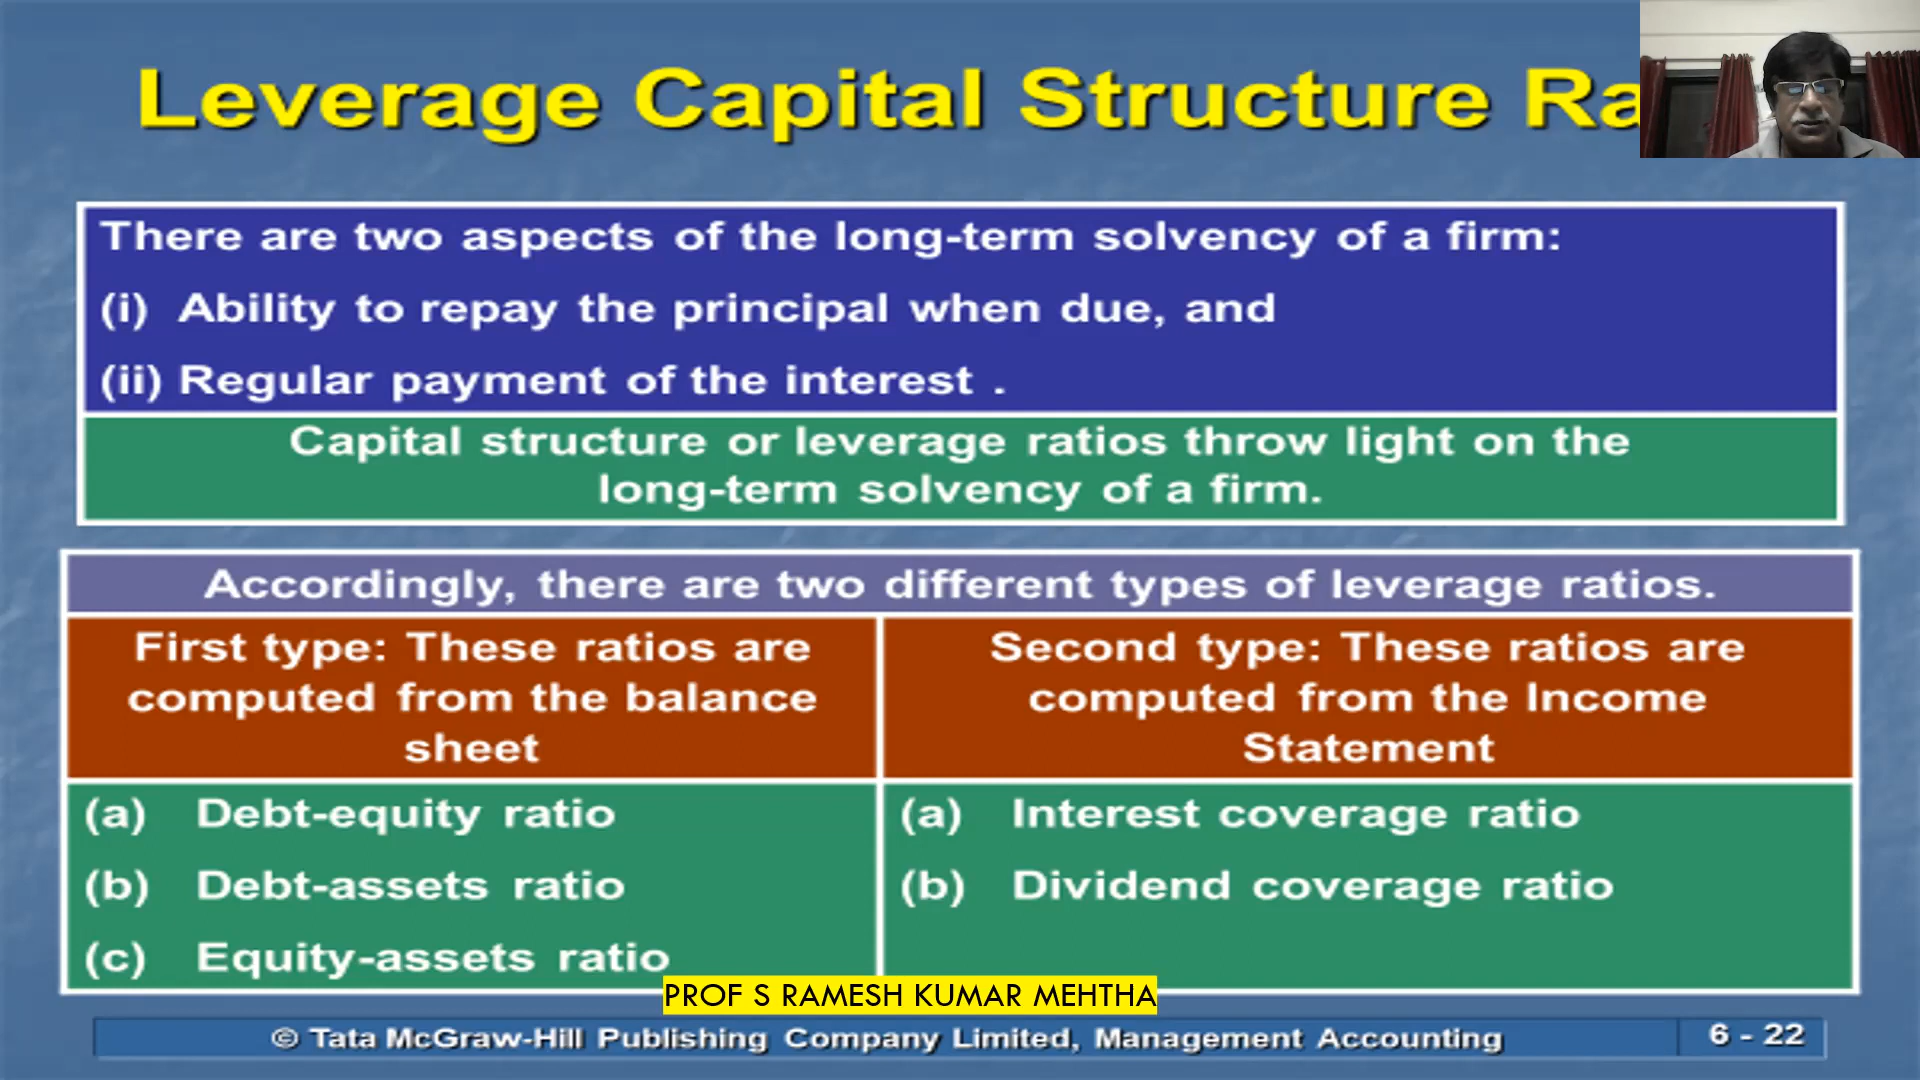 Leverage Capital Structure Ra
There are two aspects of the long-term solvency of a firm:
(i) Ability to repay the principal when due, and
(ii) Regular payment of the interest .
Capital structure or leverage ratios throw light on the
long-term solvency of a firm.
Accordingly, there are two different types of leverage ratios.
First type: These ratios are
computed from the balance
sheet
Second type: These ratios are
computed from the Income
Statement
(a) Debt-equity ratio
(b) Debt-assets ratio
(c) Equity-assets ratio
(a) Interest coverage ratio
(b) Dividend coverage ratio
PROF S RAMESH KUMAR MEHTHA
© Tata McGraw-Hill Publishing Company Limited, Management Accounting
6 - 22